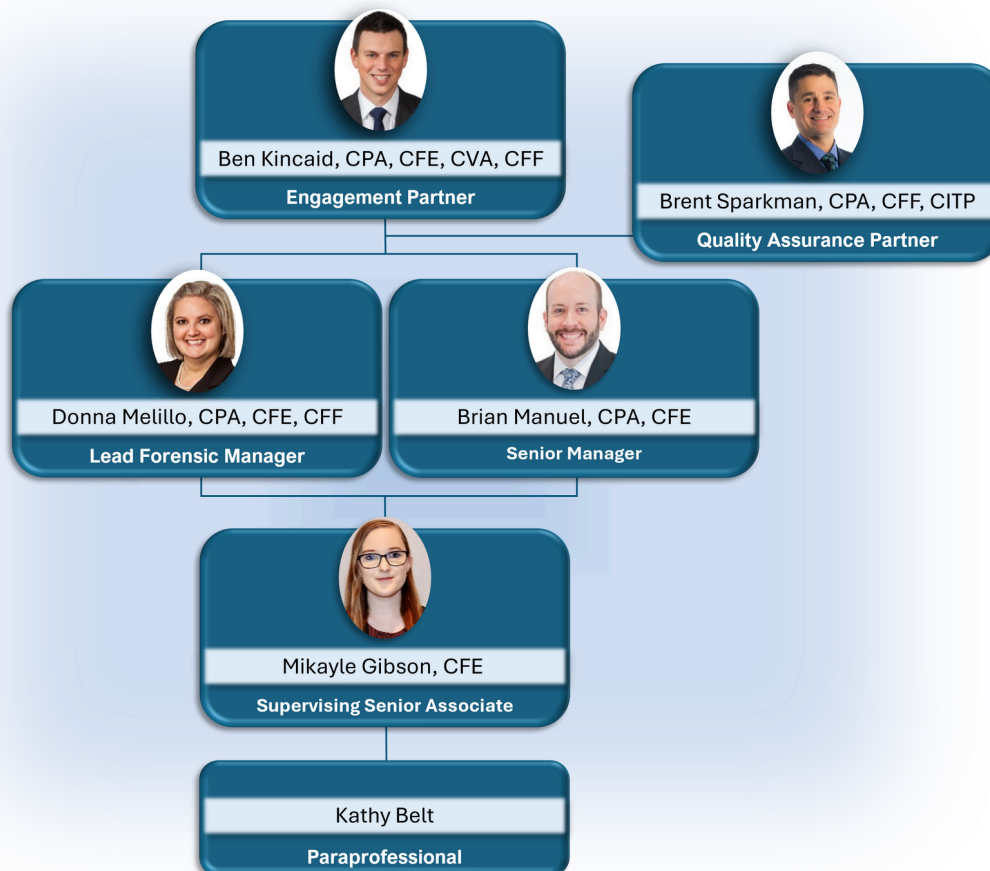 Ben Kincaid, CPA, CFE, CVA, CFF
Engagement Partner
Brent Sparkman, CPA, CFF, CITP
Quality Assurance Partner
Donna Melillo, CPA, CFE, CFF
Lead Forensic Manager
Brian Manuel, CPA, CFE
Senior Manager
Mikayle Gibson, CFE
Supervising Senior Associate
Kathy Belt
Paraprofessional